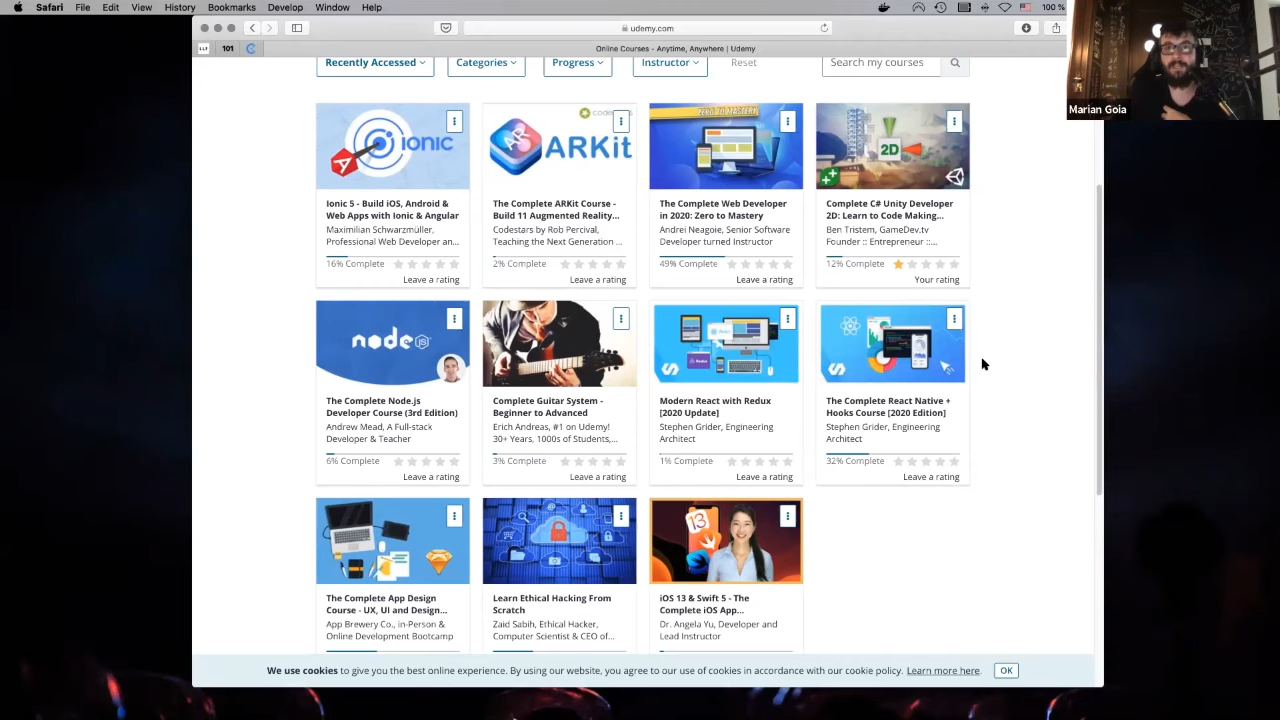 Safari File Edit View History Bookmarks Develop Window Help 100 %
udemy.com
LLF 101 Online Courses - Anytime, Anywhere | Udemy
Recently Accessed Categories Progress Instructor Reset Search my courses
ionic
A
code
AR ARKit
ZERO TO MASTERY
2D
Ionic 5 - Build iOS, Android &
Web Apps with Ionic & Angular
Maximilian Schwarzmüller,
Professional Web Developer an...
16% Complete
Leave a rating
The Complete ARKit Course -
Build 11 Augmented Reality...
Codestars by Rob Percival,
Teaching the Next Generation ...
2% Complete
Leave a rating
The Complete Web Developer
in 2020: Zero to Mastery
Andrei Neagoie, Senior Software
Developer turned Instructor
49% Complete
Leave a rating
Complete C# Unity Developer
2D: Learn to Code Making...
Ben Tristem, GameDev.tv
Founder :: Entrepreneur ::...
12% Complete
Your rating
node JS
The Complete Node.js
Developer Course (3rd Edition)
Andrew Mead, A Full-stack
Developer & Teacher
6% Complete
Leave a rating
Complete Guitar System -
Beginner to Advanced
Erich Andreas, #1 on Udemy!
30+ Years, 1000s of Students,...
3% Complete
Leave a rating
Modern React with Redux
[2020 Update]
Stephen Grider, Engineering
Architect
1% Complete
Leave a rating
The Complete React Native +
Hooks Course [2020 Edition]
Stephen Grider, Engineering
Architect
32% Complete
Leave a rating
13
The Complete App Design
Course - UX, UI and Design...
App Brewery Co., in-Person &
Online Development Bootcamp
Learn Ethical Hacking From
Scratch
Zaid Sabih, Ethical Hacker,
Computer Scientist & CEO of...
iOS 13 & Swift 5 - The
Complete iOS App...
Dr. Angela Yu, Developer and
Lead Instructor
We use cookies to give you the best online experience. By using our website, you agree to our use of cookies in accordance with our cookie policy. Learn more here. OK
Marian Goia